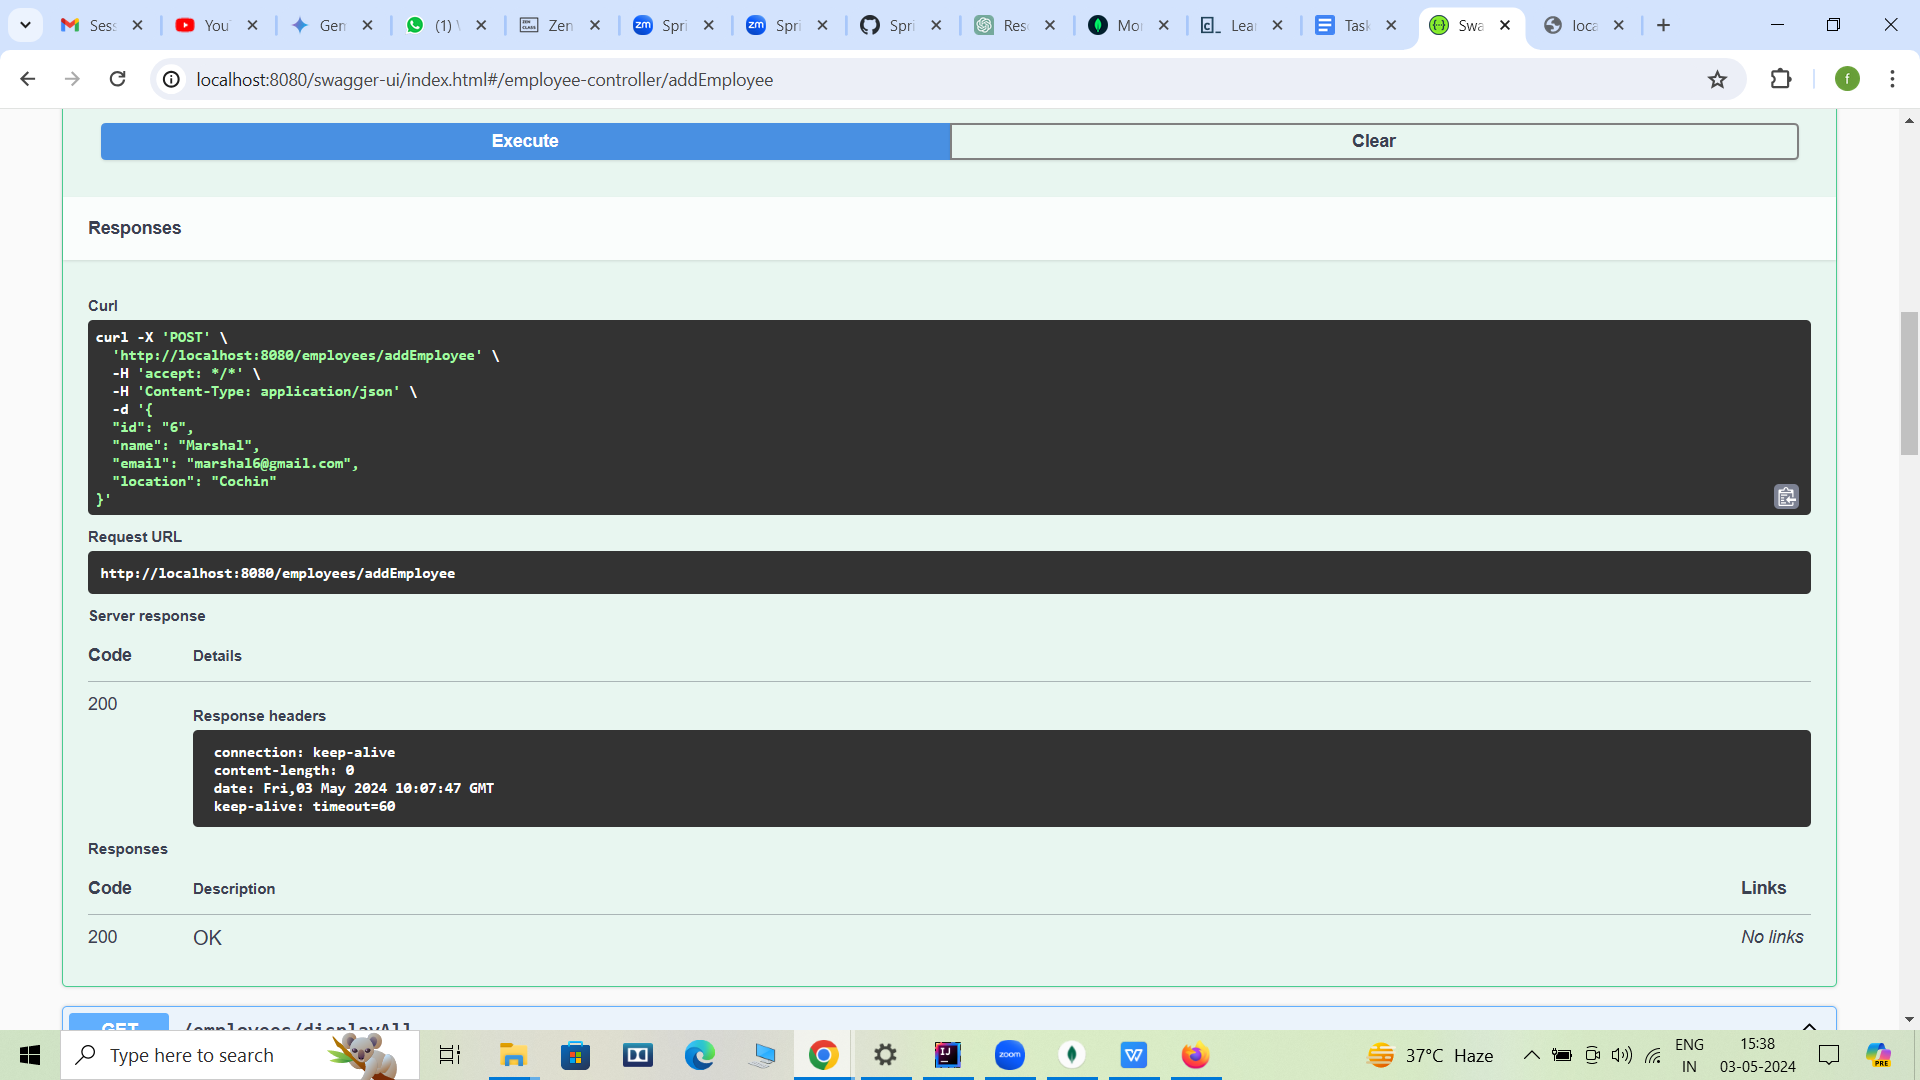 Sess
You
Gem
(1)
Zen
Spri
Spri
Spri
Res
Mo
Lear
Task
Swa
loca
localhost:8080/swagger-ui/index.html#/employee-controller/addEmployee
f
Execute
Clear
Responses
Curl
curl -X 'POST' \
'http://localhost:8080/employees/addEmployee' \
-H 'accept: */*' \
-H 'Content-Type: application/json' \
-d '{
"id": "6",
"name": "Marshal",
"email": "marshal6@gmail.com",
"location": "Cochin"
}'
Request URL
http://localhost:8080/employees/addEmployee
Server response
Code Details
200
Response headers
connection: keep-alive
content-length: 0
date: Fri,03 May 2024 10:07:47 GMT
keep-alive: timeout=60
Responses
Code Description Links
200 OK No links
GET /employees/displayAll
Type here to search
37°C Haze
ENG
IN
15:38
03-05-2024